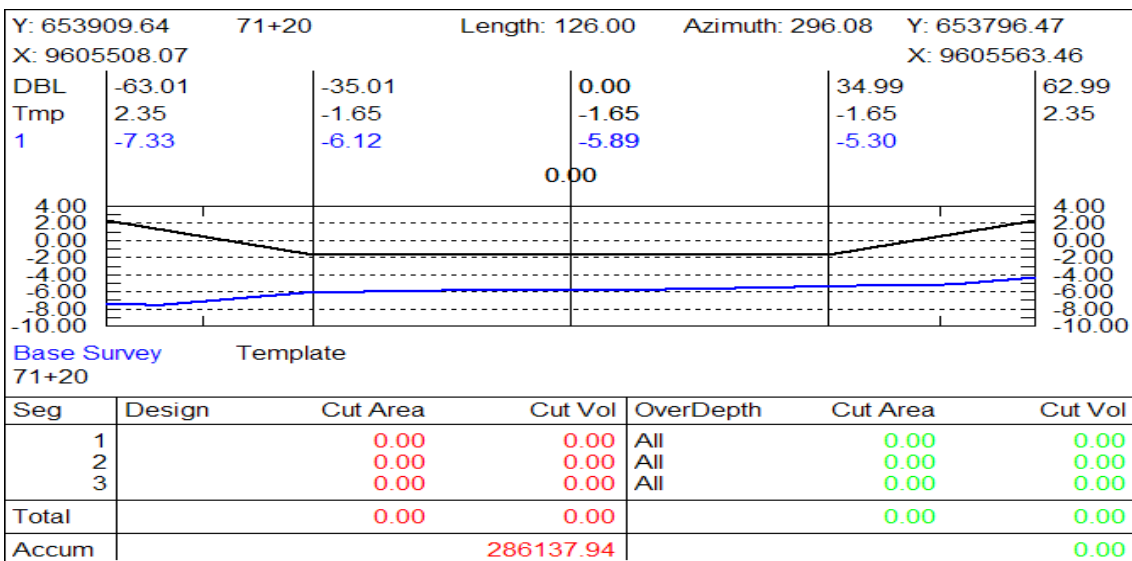 Y: 653909.64 71+20 Length: 126.00 Azimuth: 296.08 Y: 653796.47
X: 9605508.07 X: 9605563.46
DBL -63.01 -35.01 0.00 34.99 62.99
Tmp 2.35 -1.65 -1.65 -1.65 2.35
1 -7.33 -6.12 -5.89 -5.30
0.00
4.00 4.00
2.00 2.00
0.00 0.00
-2.00 -2.00
-4.00 -4.00
-6.00 -6.00
-8.00 -8.00
-10.00 -10.00
Base Survey Template
71+20
Seg Design Cut Area Cut Vol OverDepth Cut Area Cut Vol
1 0.00 0.00 All 0.00 0.00
2 0.00 0.00 All 0.00 0.00
3 0.00 0.00 All 0.00 0.00
Total 0.00 0.00 0.00 0.00
Accum 286137.94 0.00